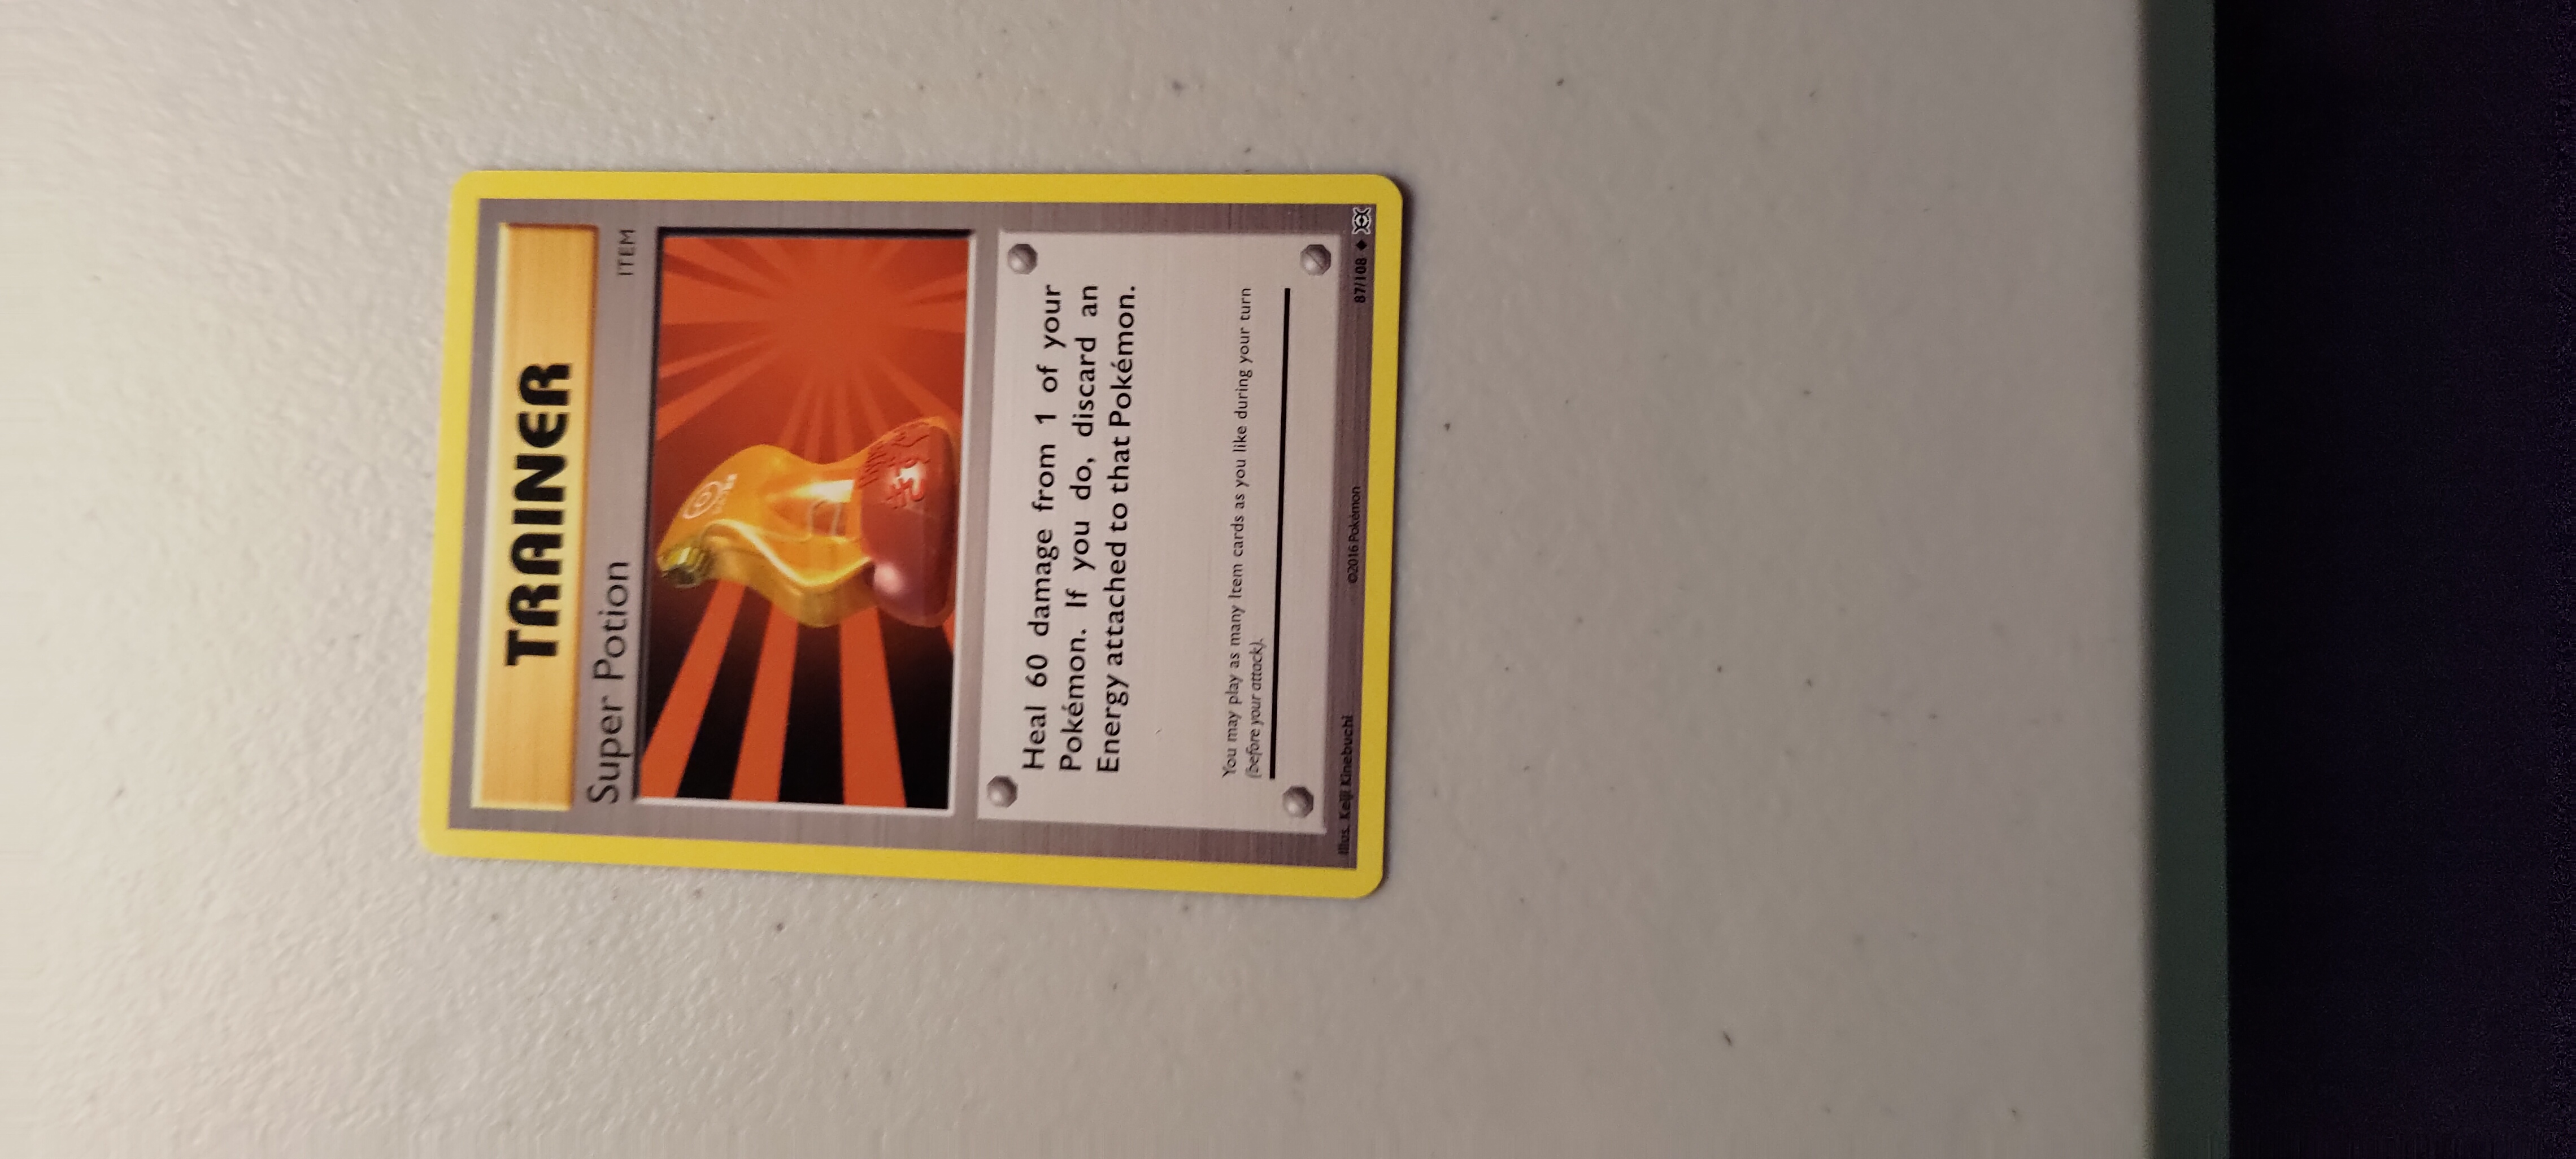 TRAINER
Super Potion
ITEM
Heal 60 damage from 1 of your
Pokémon. If you do, discard an
Energy attached to that Pokémon.
You may play as many Item cards as you like during your turn
(before your attack).
Illus. Keiji Kinebuchi
©2016 Pokémon
87/108